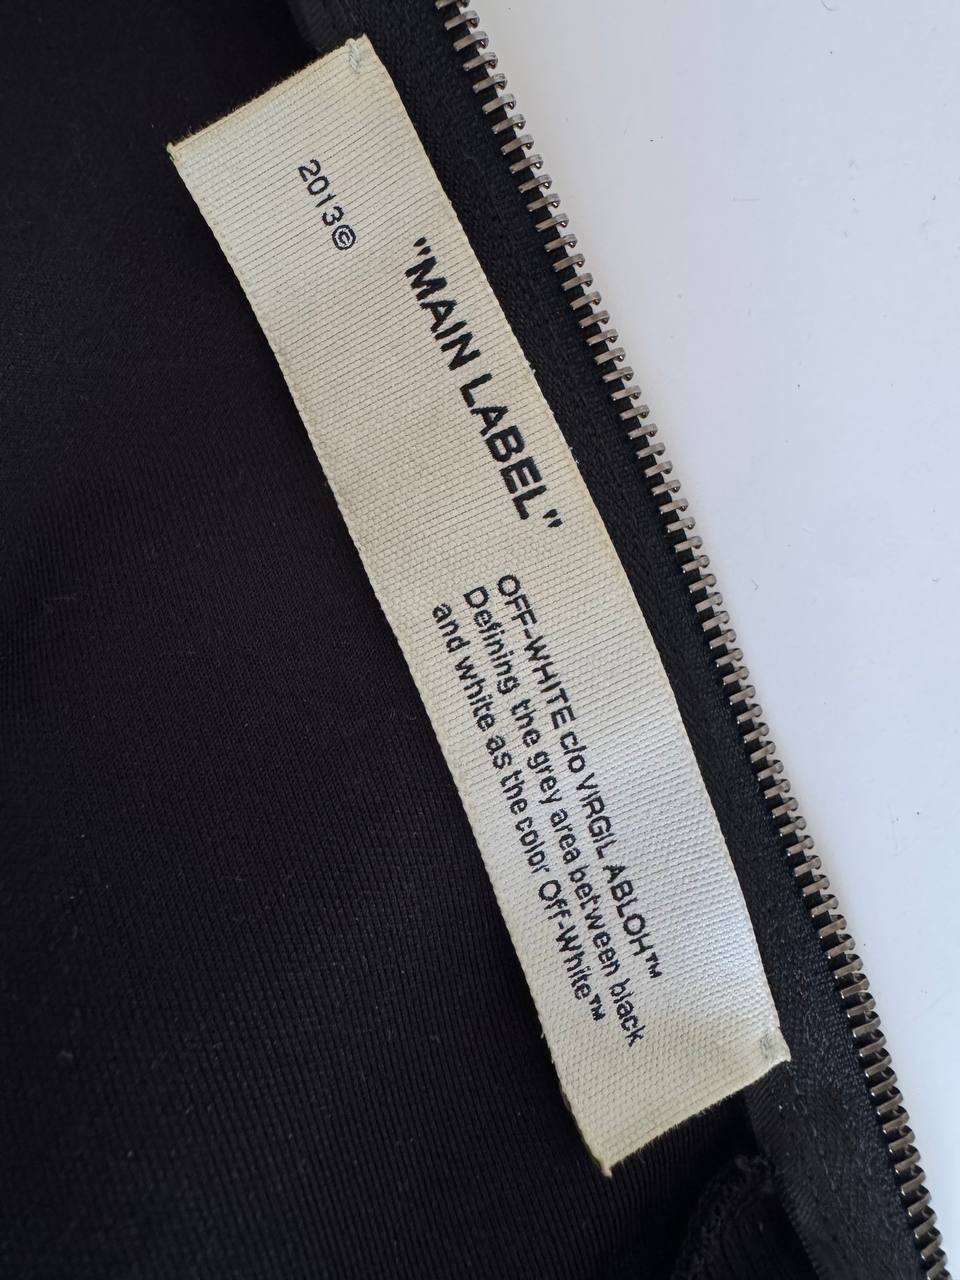 2013©
"MAIN LABEL"
OFF-WHITE c/o VIRGIL ABLOH™
Defining the grey area between black
and white as the color Off-White™